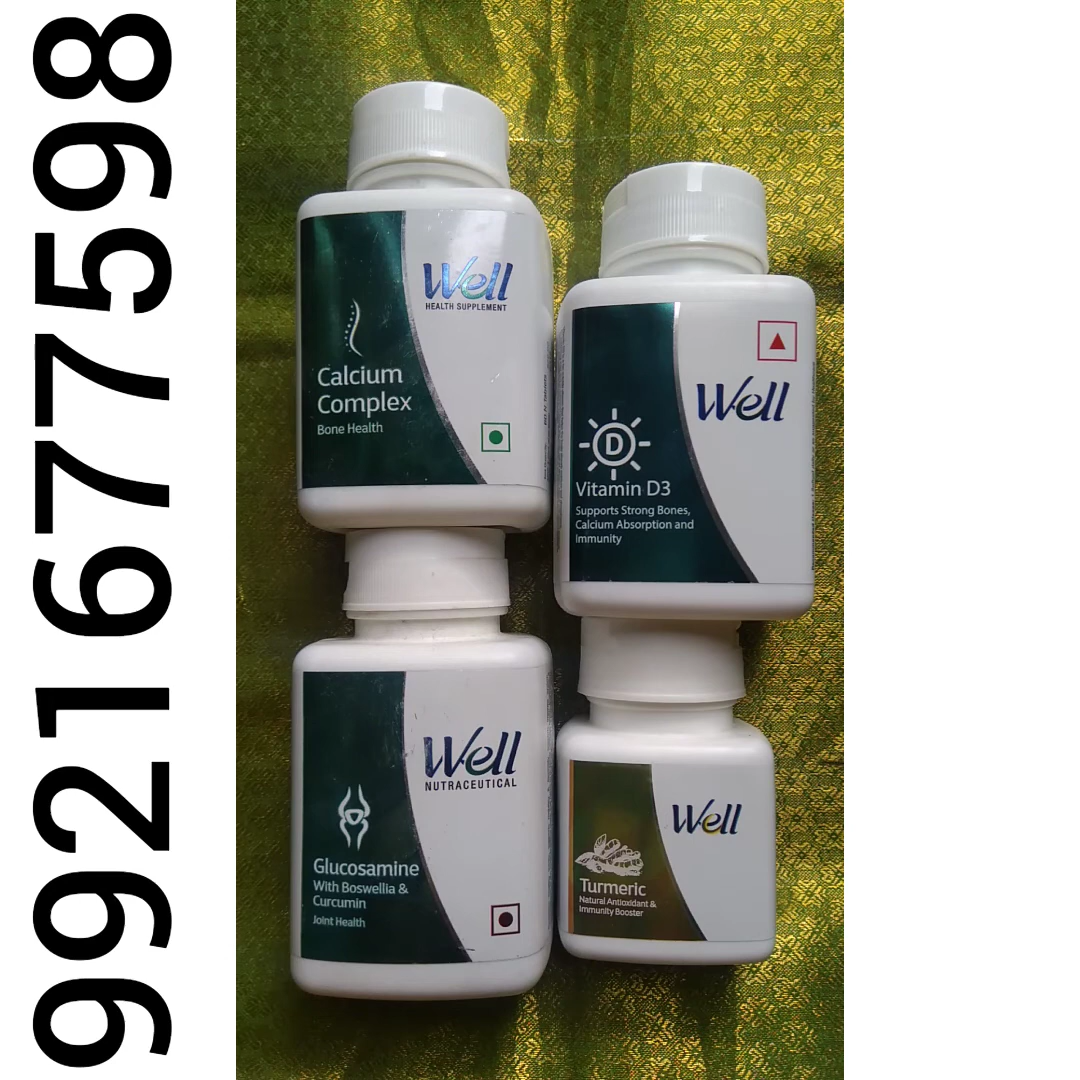 9921677598
Well
HEALTH SUPPLEMENT
Calcium
Complex
Bone Health
Well
D
Vitamin D3
Supports Strong Bones,
Calcium Absorption and
Immunity
Well
NUTRACEUTICAL
Glucosamine
With Boswellia &
Curcumin
Joint Health
Well
Turmeric
Natural Antioxidant &
Immunity Booster